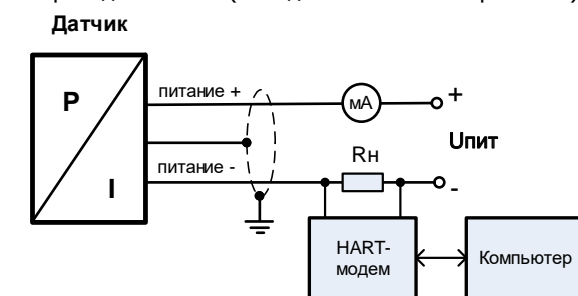 Датчик
P
I
питание +
мА
+
Uпит
питание -
Rн
-
HART-
модем
Компьютер